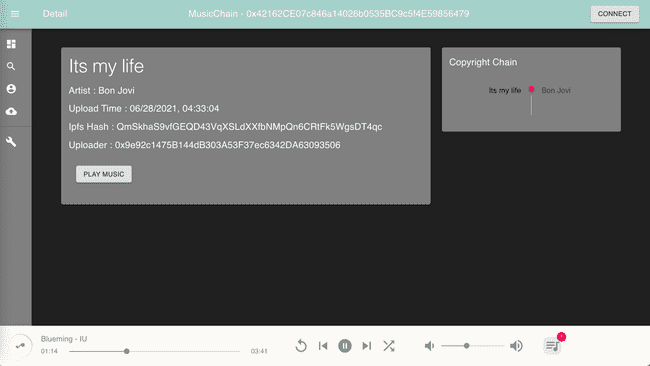 Detail
MusicChain - 0x42162CE07c846a14026b0535BC9c5f4E59856479
CONNECT
Its my life
Artist : Bon Jovi
Upload Time : 06/28/2021, 04:33:04
Ipfs Hash : QmSkhaS9vfGEQD43VqXSLdXXfbNMpQn6CRtFk5WgsDT4qc
Uploader : 0x9e92c1475B144dB303A53F37ec6342DA63093506
PLAY MUSIC
Copyright Chain
Its my life
Bon Jovi
Blueming - IU
01:14
03:41